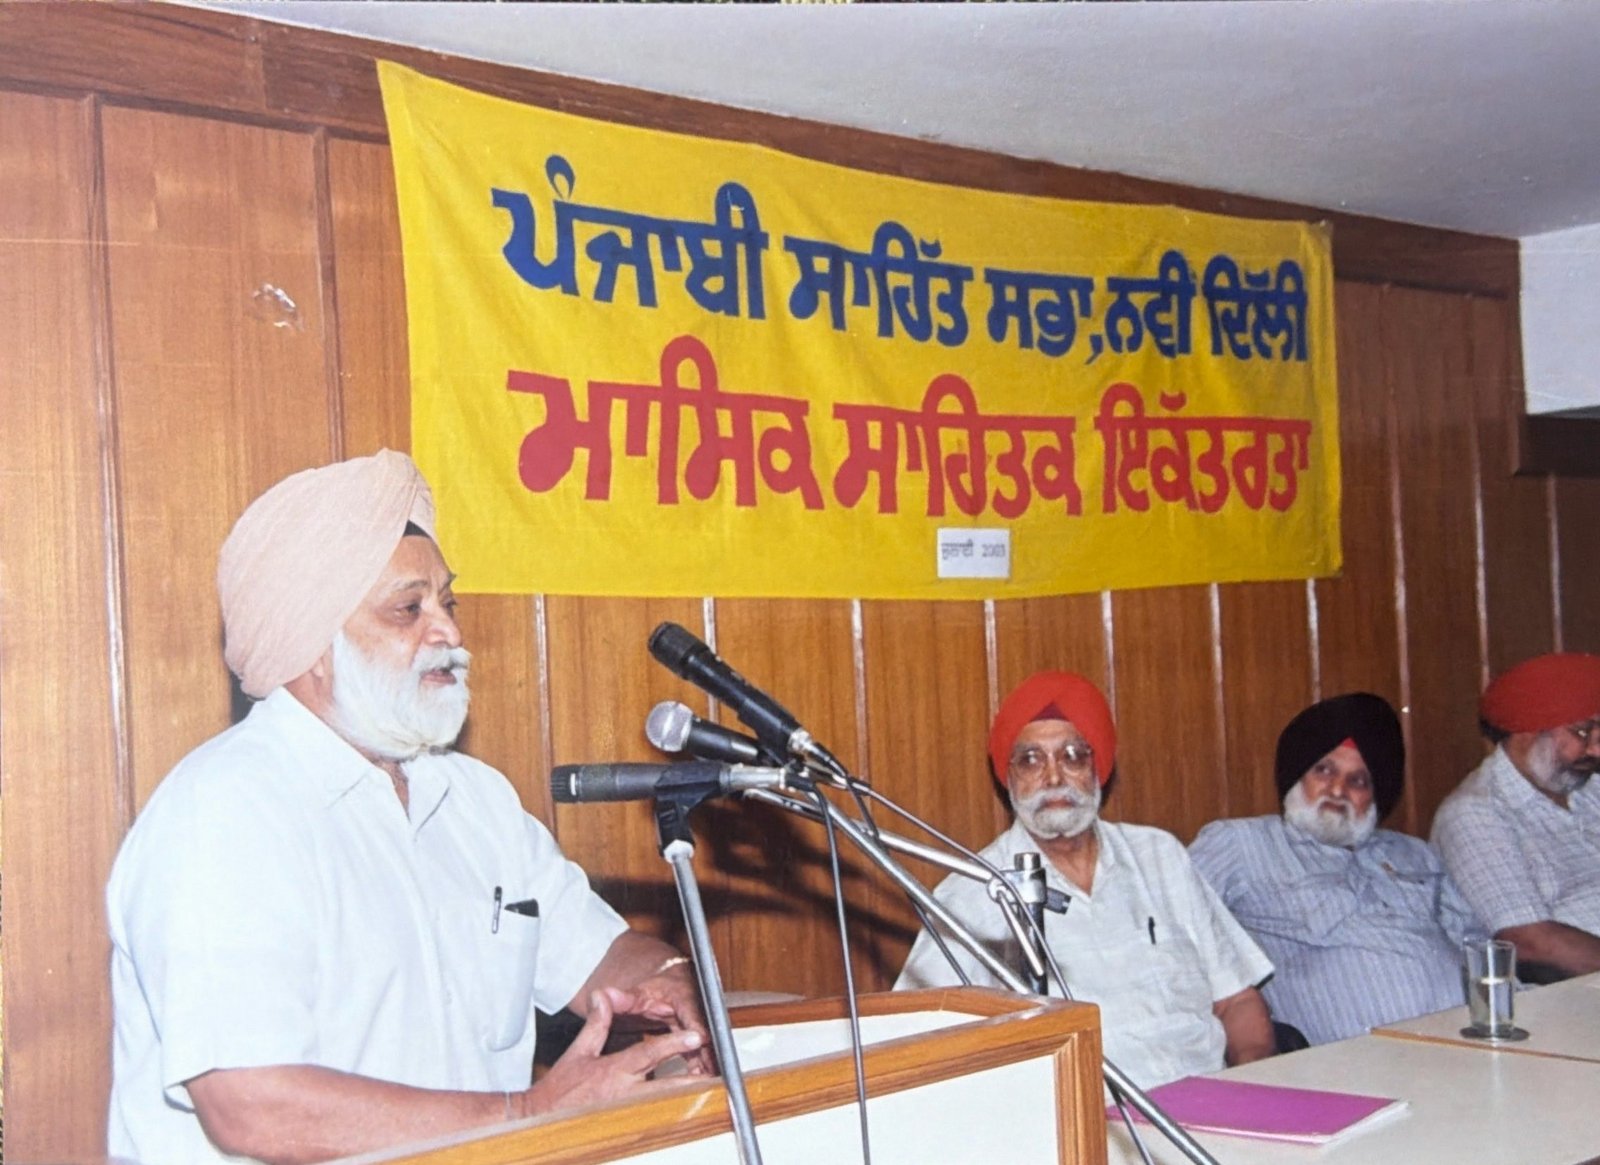 ਪੰਜਾਬੀ ਸਾਹਿੱਤ ਸਭਾ,ਨਵੀਂ ਦਿੱਲੀ
ਮਾਸਿਕ ਸਾਹਿਤਕ ਇਕੱਤਰਤਾ
ਜੁਲਾਈ